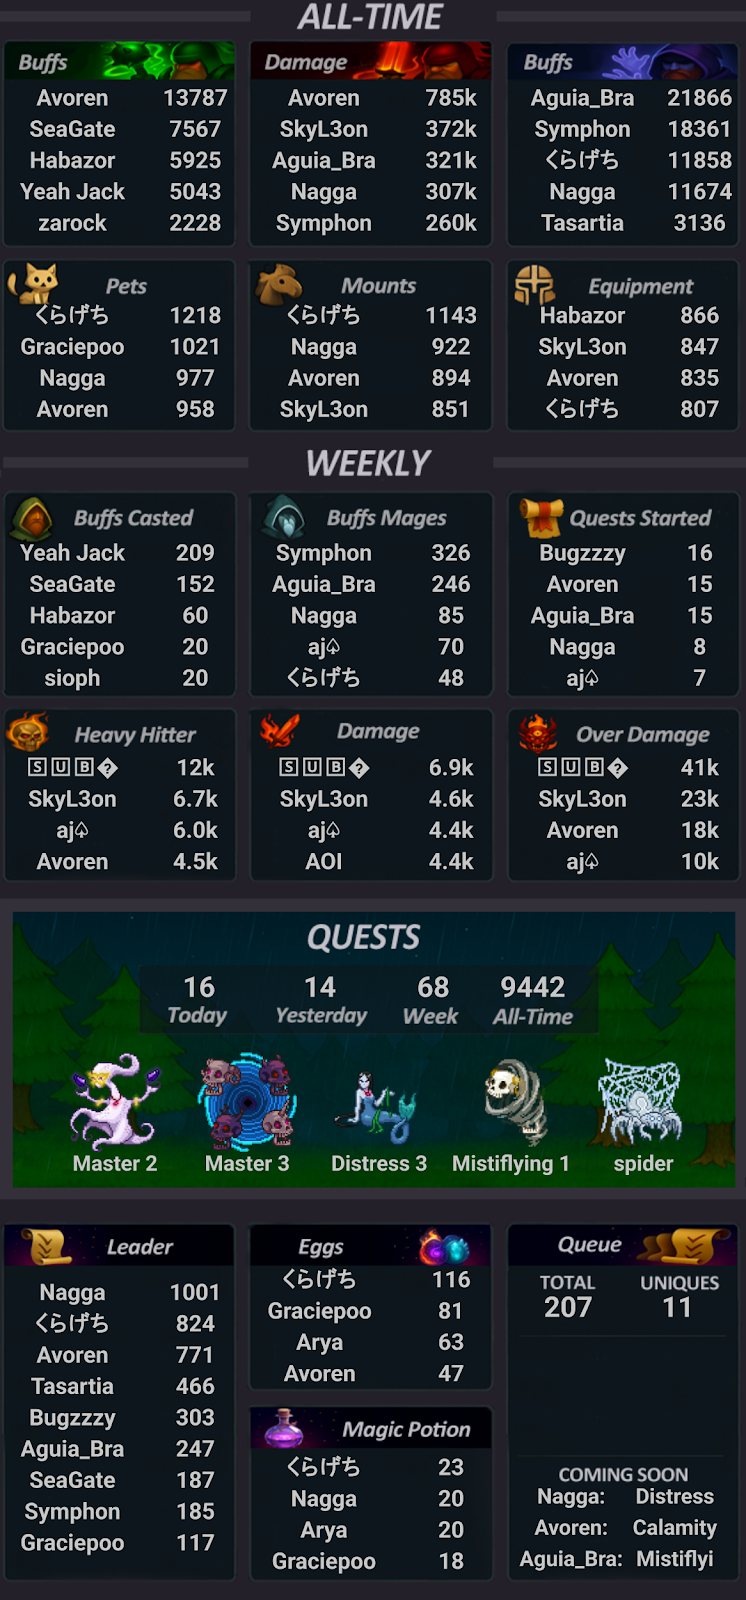 ALL-TIME
Buffs
Avoren 13787
SeaGate 7567
Habazor 5925
Yeah Jack 5043
zarock 2228
Damage
Avoren 785k
SkyL3on 372k
Aguia_Bra 321k
Nagga 307k
Symphon 260k
Buffs
Aguia_Bra 21866
Symphon 18361
くらげち 11858
Nagga 11674
Tasartia 3136
Pets
くらげち 1218
Graciepoo 1021
Nagga 977
Avoren 958
Mounts
くらげち 1143
Nagga 922
Avoren 894
SkyL3on 851
Equipment
Habazor 866
SkyL3on 847
Avoren 835
くらげち 807
WEEKLY
Buffs Casted
Yeah Jack 209
SeaGate 152
Habazor 60
Graciepoo 20
sioph 20
Buffs Mages
Symphon 326
Aguia_Bra 246
Nagga 85
aj♤ 70
くらげち 48
Quests Started
Bugzzzy 16
Avoren 15
Aguia_Bra 15
Nagga 8
aj♤ 7
Heavy Hitter
🅂🅄🄱� 12k
SkyL3on 6.7k
aj♤ 6.0k
Avoren 4.5k
Damage
🅂🅄🄱� 6.9k
SkyL3on 4.6k
aj♤ 4.4k
AOI 4.4k
Over Damage
🅂🅄🄱� 41k
SkyL3on 23k
Avoren 18k
aj♤ 10k
QUESTS
16 14 68 9442
Today Yesterday Week All-Time
Master 2 Master 3 Distress 3 Mistiflying 1 spider
Leader
Nagga 1001
くらげち 824
Avoren 771
Tasartia 466
Bugzzzy 303
Aguia_Bra 247
SeaGate 187
Symphon 185
Graciepoo 117
Eggs
くらげち 116
Graciepoo 81
Arya 63
Avoren 47
Magic Potion
くらげち 23
Nagga 20
Arya 20
Graciepoo 18
Queue
TOTAL UNIQUES
207 11
COMING SOON
Nagga: Distress
Avoren: Calamity
Aguia_Bra: Mistiflyi